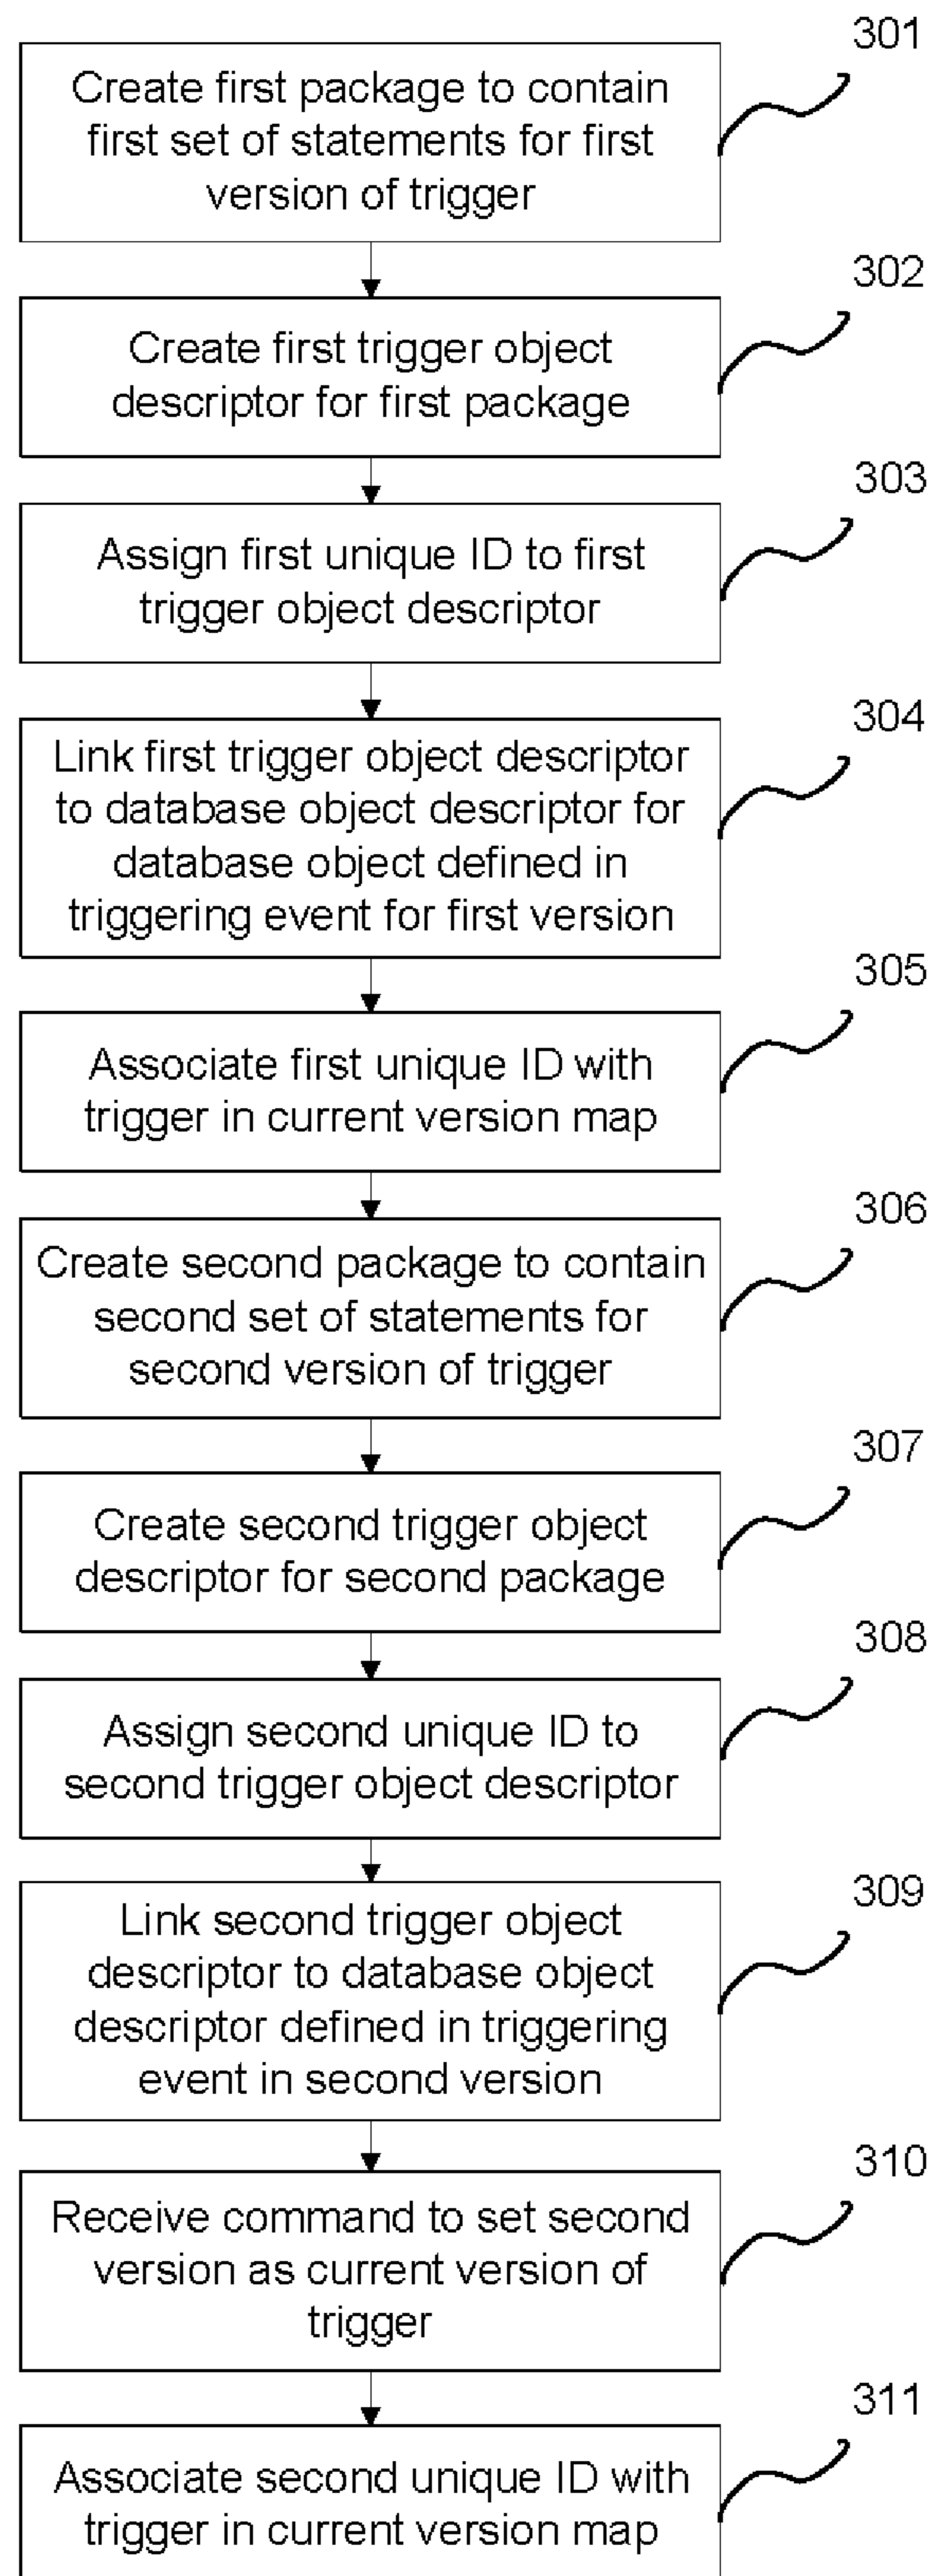 301
Create first package to contain
first set of statements for first
version of trigger
302
Create first trigger object
descriptor for first package
303
Assign first unique ID to first
trigger object descriptor
304
Link first trigger object descriptor
to database object descriptor for
database object defined in
triggering event for first version
305
Associate first unique ID with
trigger in current version map
306
Create second package to contain
second set of statements for
second version of trigger
307
Create second trigger object
descriptor for second package
308
Assign second unique ID to
second trigger object descriptor
309
Link second trigger object
descriptor to database object
descriptor defined in triggering
event in second version
310
Receive command to set second
version as current version of
trigger
311
Associate second unique ID with
trigger in current version map